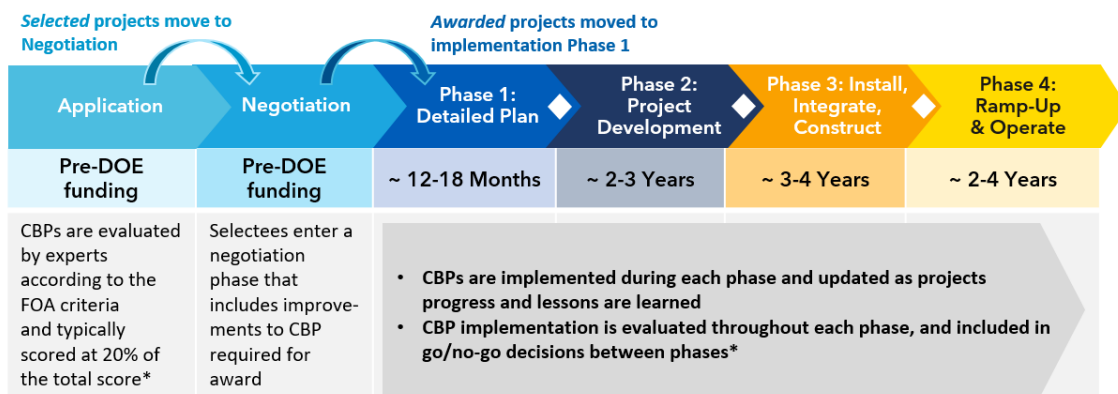 Selected projects move to
Negotiation
Awarded projects moved to
implementation Phase 1
Application
Negotiation
Phase 1:
Detailed Plan
Phase 2:
Project
Development
Phase 3: Install,
Integrate,
Construct
Phase 4:
Ramp-Up
& Operate
Pre-DOE
funding
Pre-DOE
funding
~ 12-18 Months
~ 2-3 Years
~ 3-4 Years
~ 2-4 Years
CBPs are evaluated
by experts
according to the
FOA criteria
and typically
scored at 20% of
the total score*
Selectees enter a
negotiation
phase that
includes improve-
ments to CBP
required for
award
• CBPs are implemented during each phase and updated as projects
progress and lessons are learned
• CBP implementation is evaluated throughout each phase, and included in
go/no-go decisions between phases*